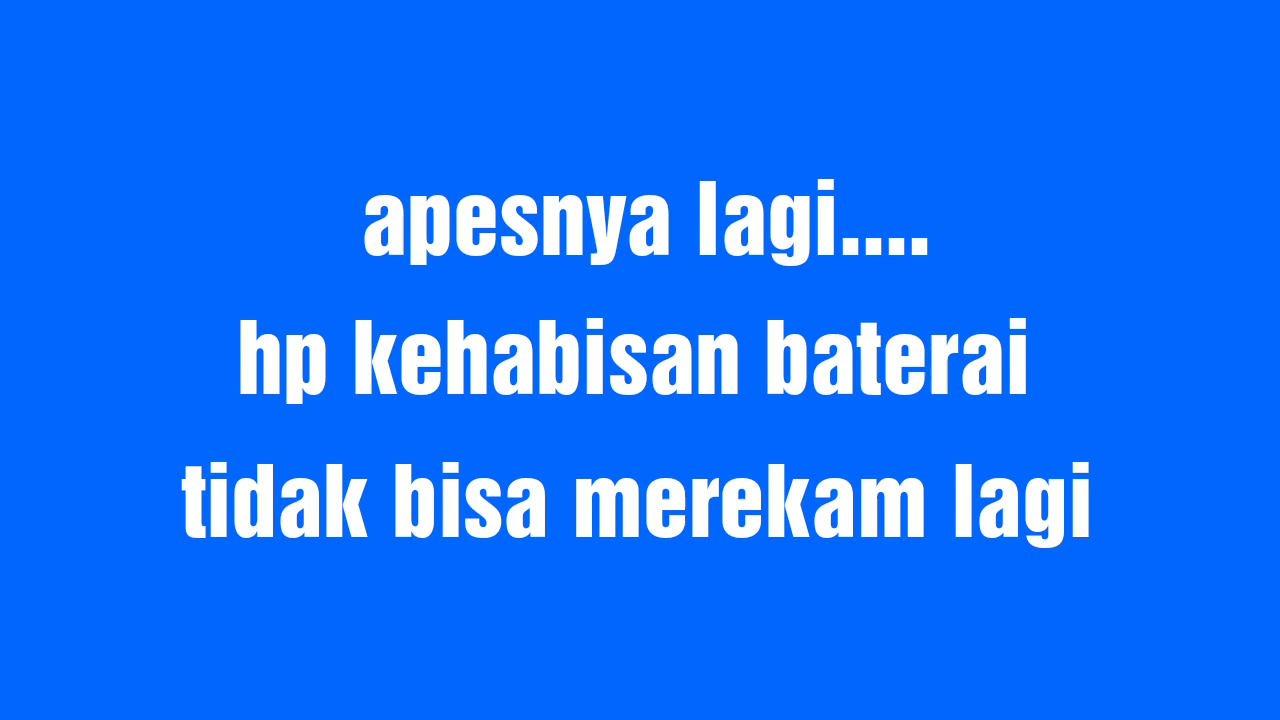 apesnya lagi....
hp kehabisan baterai
tidak bisa merekam lagi